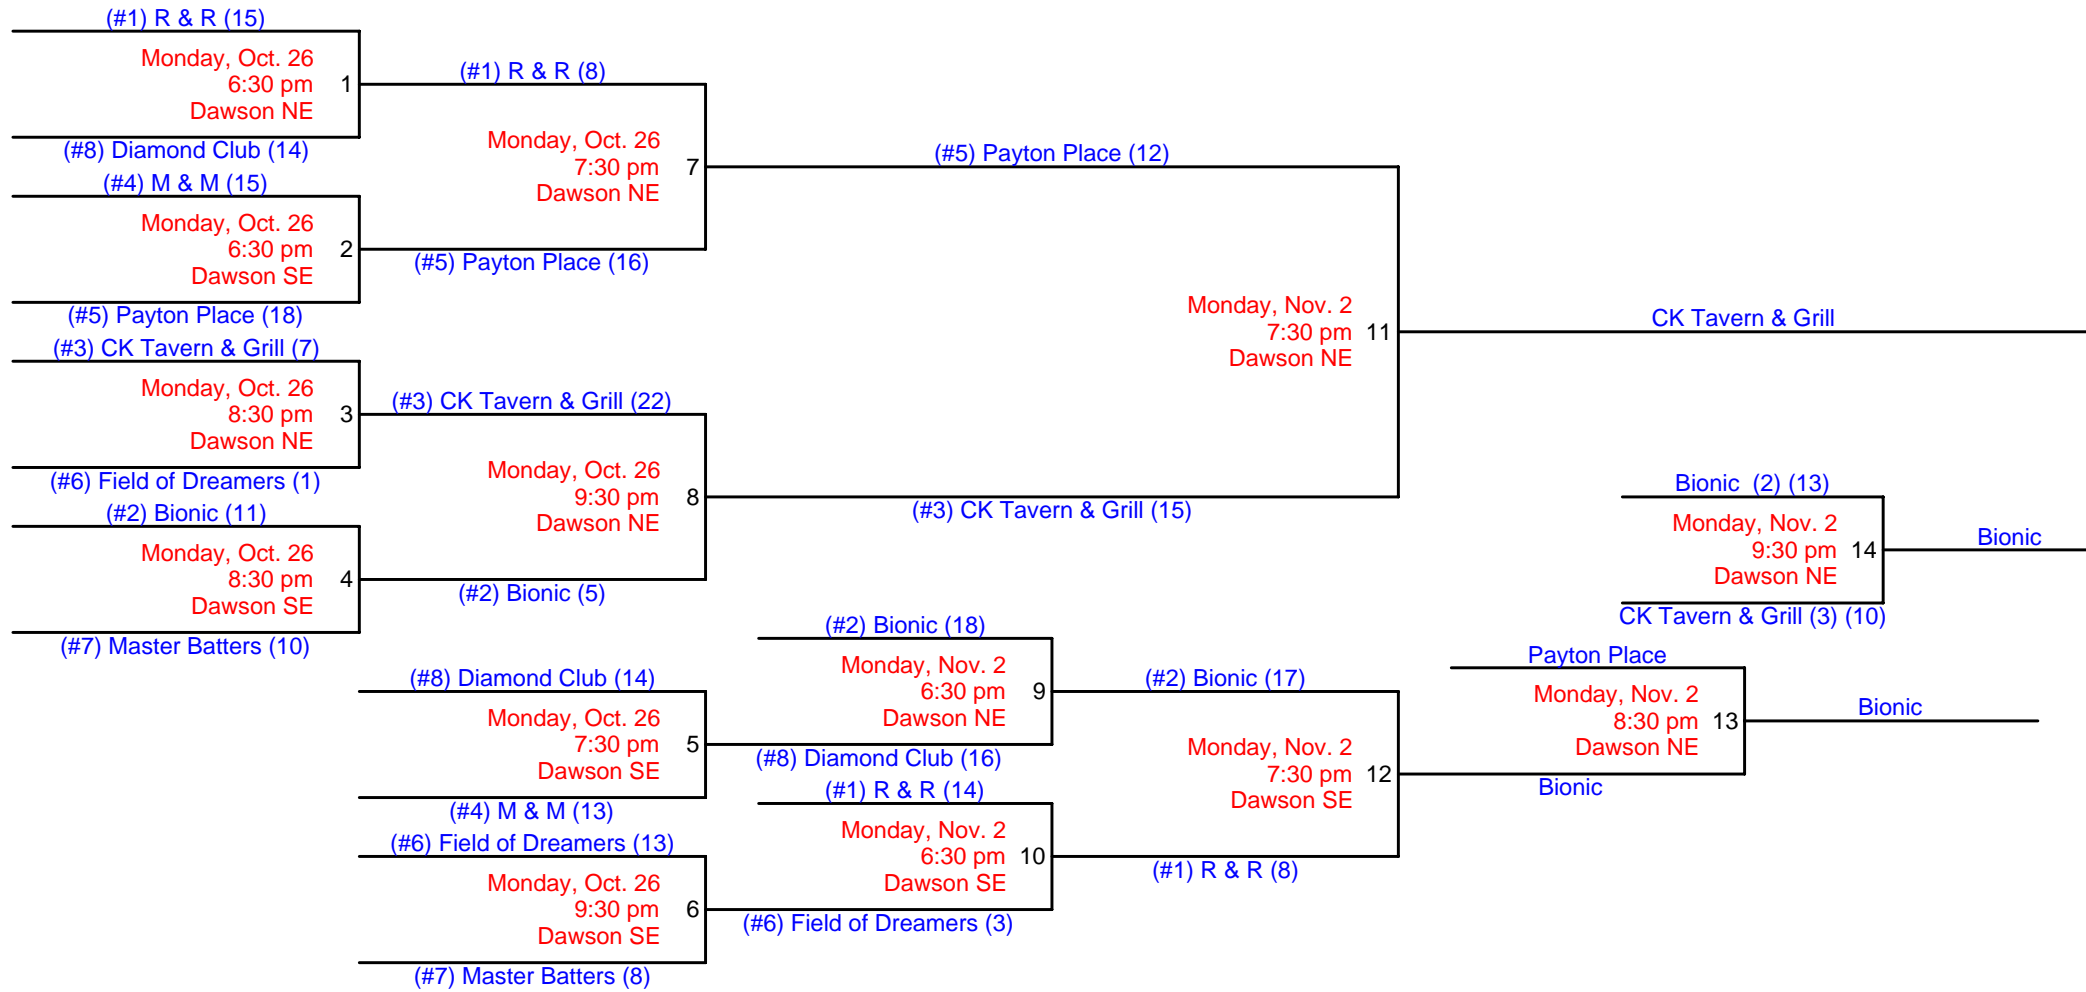 (#1) R & R (15)
Monday, Oct. 26
6:30 pm 1
Dawson NE
(#8) Diamond Club (14)
(#4) M & M (15)
Monday, Oct. 26
6:30 pm 2
Dawson SE
(#5) Payton Place (18)
(#3) CK Tavern & Grill (7)
Monday, Oct. 26
8:30 pm 3
Dawson NE
(#6) Field of Dreamers (1)
(#2) Bionic (11)
Monday, Oct. 26
8:30 pm 4
Dawson SE
(#7) Master Batters (10)
(#1) R & R (8)
Monday, Oct. 26
7:30 pm 7
Dawson NE
(#5) Payton Place (16)
(#3) CK Tavern & Grill (22)
Monday, Oct. 26
9:30 pm 8
Dawson NE
(#2) Bionic (5)
(#8) Diamond Club (14)
Monday, Oct. 26
7:30 pm 5
Dawson SE
(#4) M & M (13)
(#6) Field of Dreamers (13)
Monday, Oct. 26
9:30 pm 6
Dawson SE
(#7) Master Batters (8)
(#5) Payton Place (12)
Monday, Nov. 2
7:30 pm 11
Dawson NE
(#3) CK Tavern & Grill (15)
(#2) Bionic (18)
Monday, Nov. 2
6:30 pm 9
Dawson NE
(#8) Diamond Club (16)
(#1) R & R (14)
Monday, Nov. 2
6:30 pm 10
Dawson SE
(#6) Field of Dreamers (3)
(#2) Bionic (17)
Monday, Nov. 2
7:30 pm 12
Dawson SE
(#1) R & R (8)
CK Tavern & Grill
Bionic (2) (13)
Monday, Nov. 2
9:30 pm 14
Dawson NE
CK Tavern & Grill (3) (10)
Bionic
Payton Place
Monday, Nov. 2
8:30 pm 13
Dawson NE
Bionic
Bionic